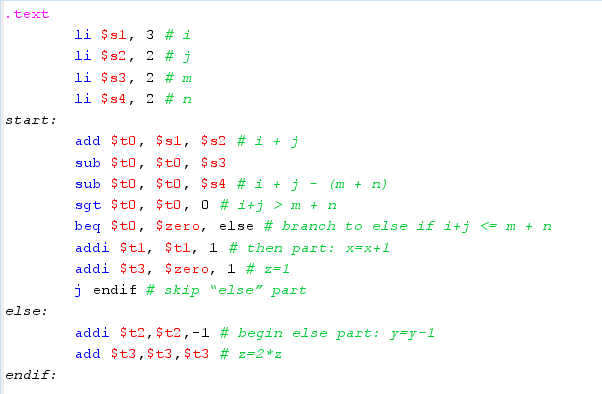 .text
li $s1, 3 # i
li $s2, 2 # j
li $s3, 2 # m
li $s4, 2 # n
start:
add $t0, $s1, $s2 # i + j
sub $t0, $t0, $s3
sub $t0, $t0, $s4 # i + j - (m + n)
sgt $t0, $t0, 0 # i+j > m + n
beq $t0, $zero, else # branch to else if i+j <= m + n
addi $t1, $t1, 1 # then part: x=x+1
addi $t3, $zero, 1 # z=1
j endif # skip “else” part
else:
addi $t2,$t2,-1 # begin else part: y=y-1
add $t3,$t3,$t3 # z=2*z
endif: